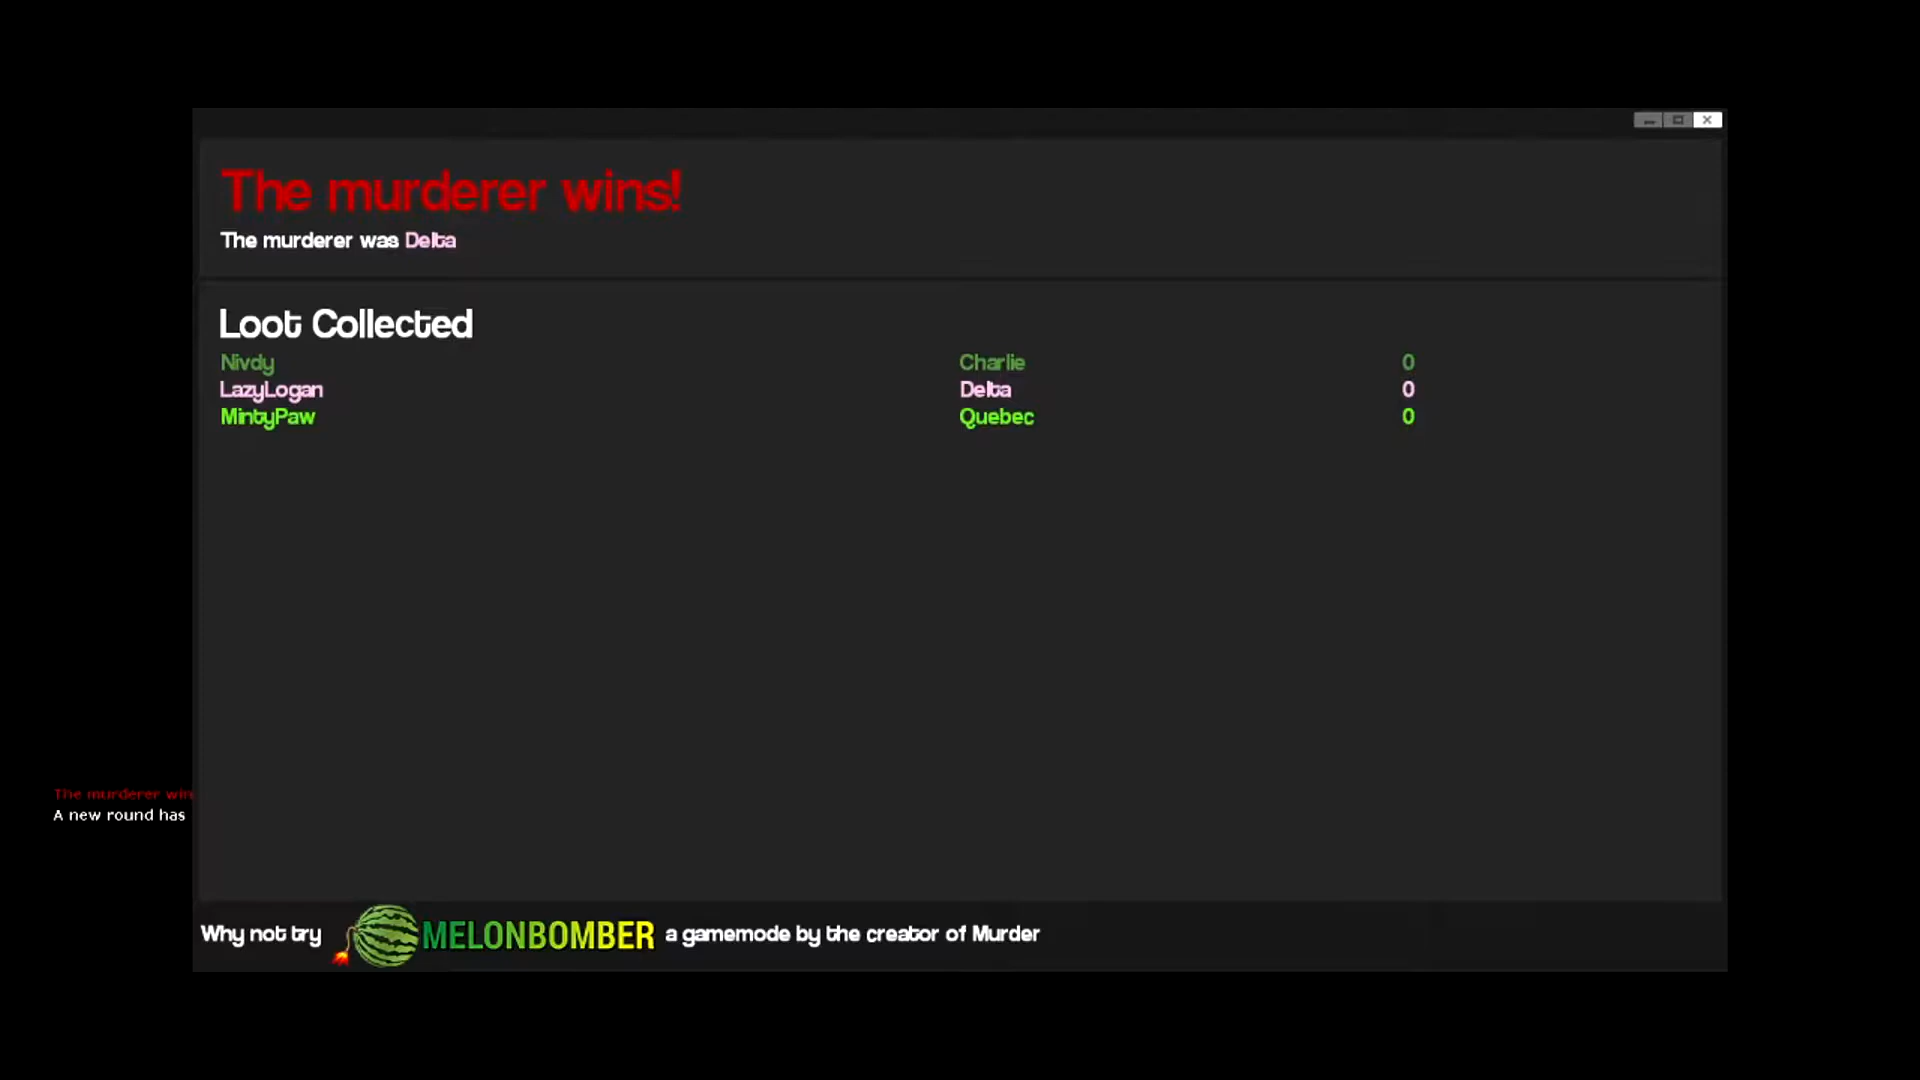 The murderer wins!
The murderer was Delta
Loot Collected
Nivdy Charlie 0
LazyLogan Delta 0
MintyPaw Quebec 0
The murderer win
A new round has
Why not try MELONBOMBER a gamemode by the creator of Murder